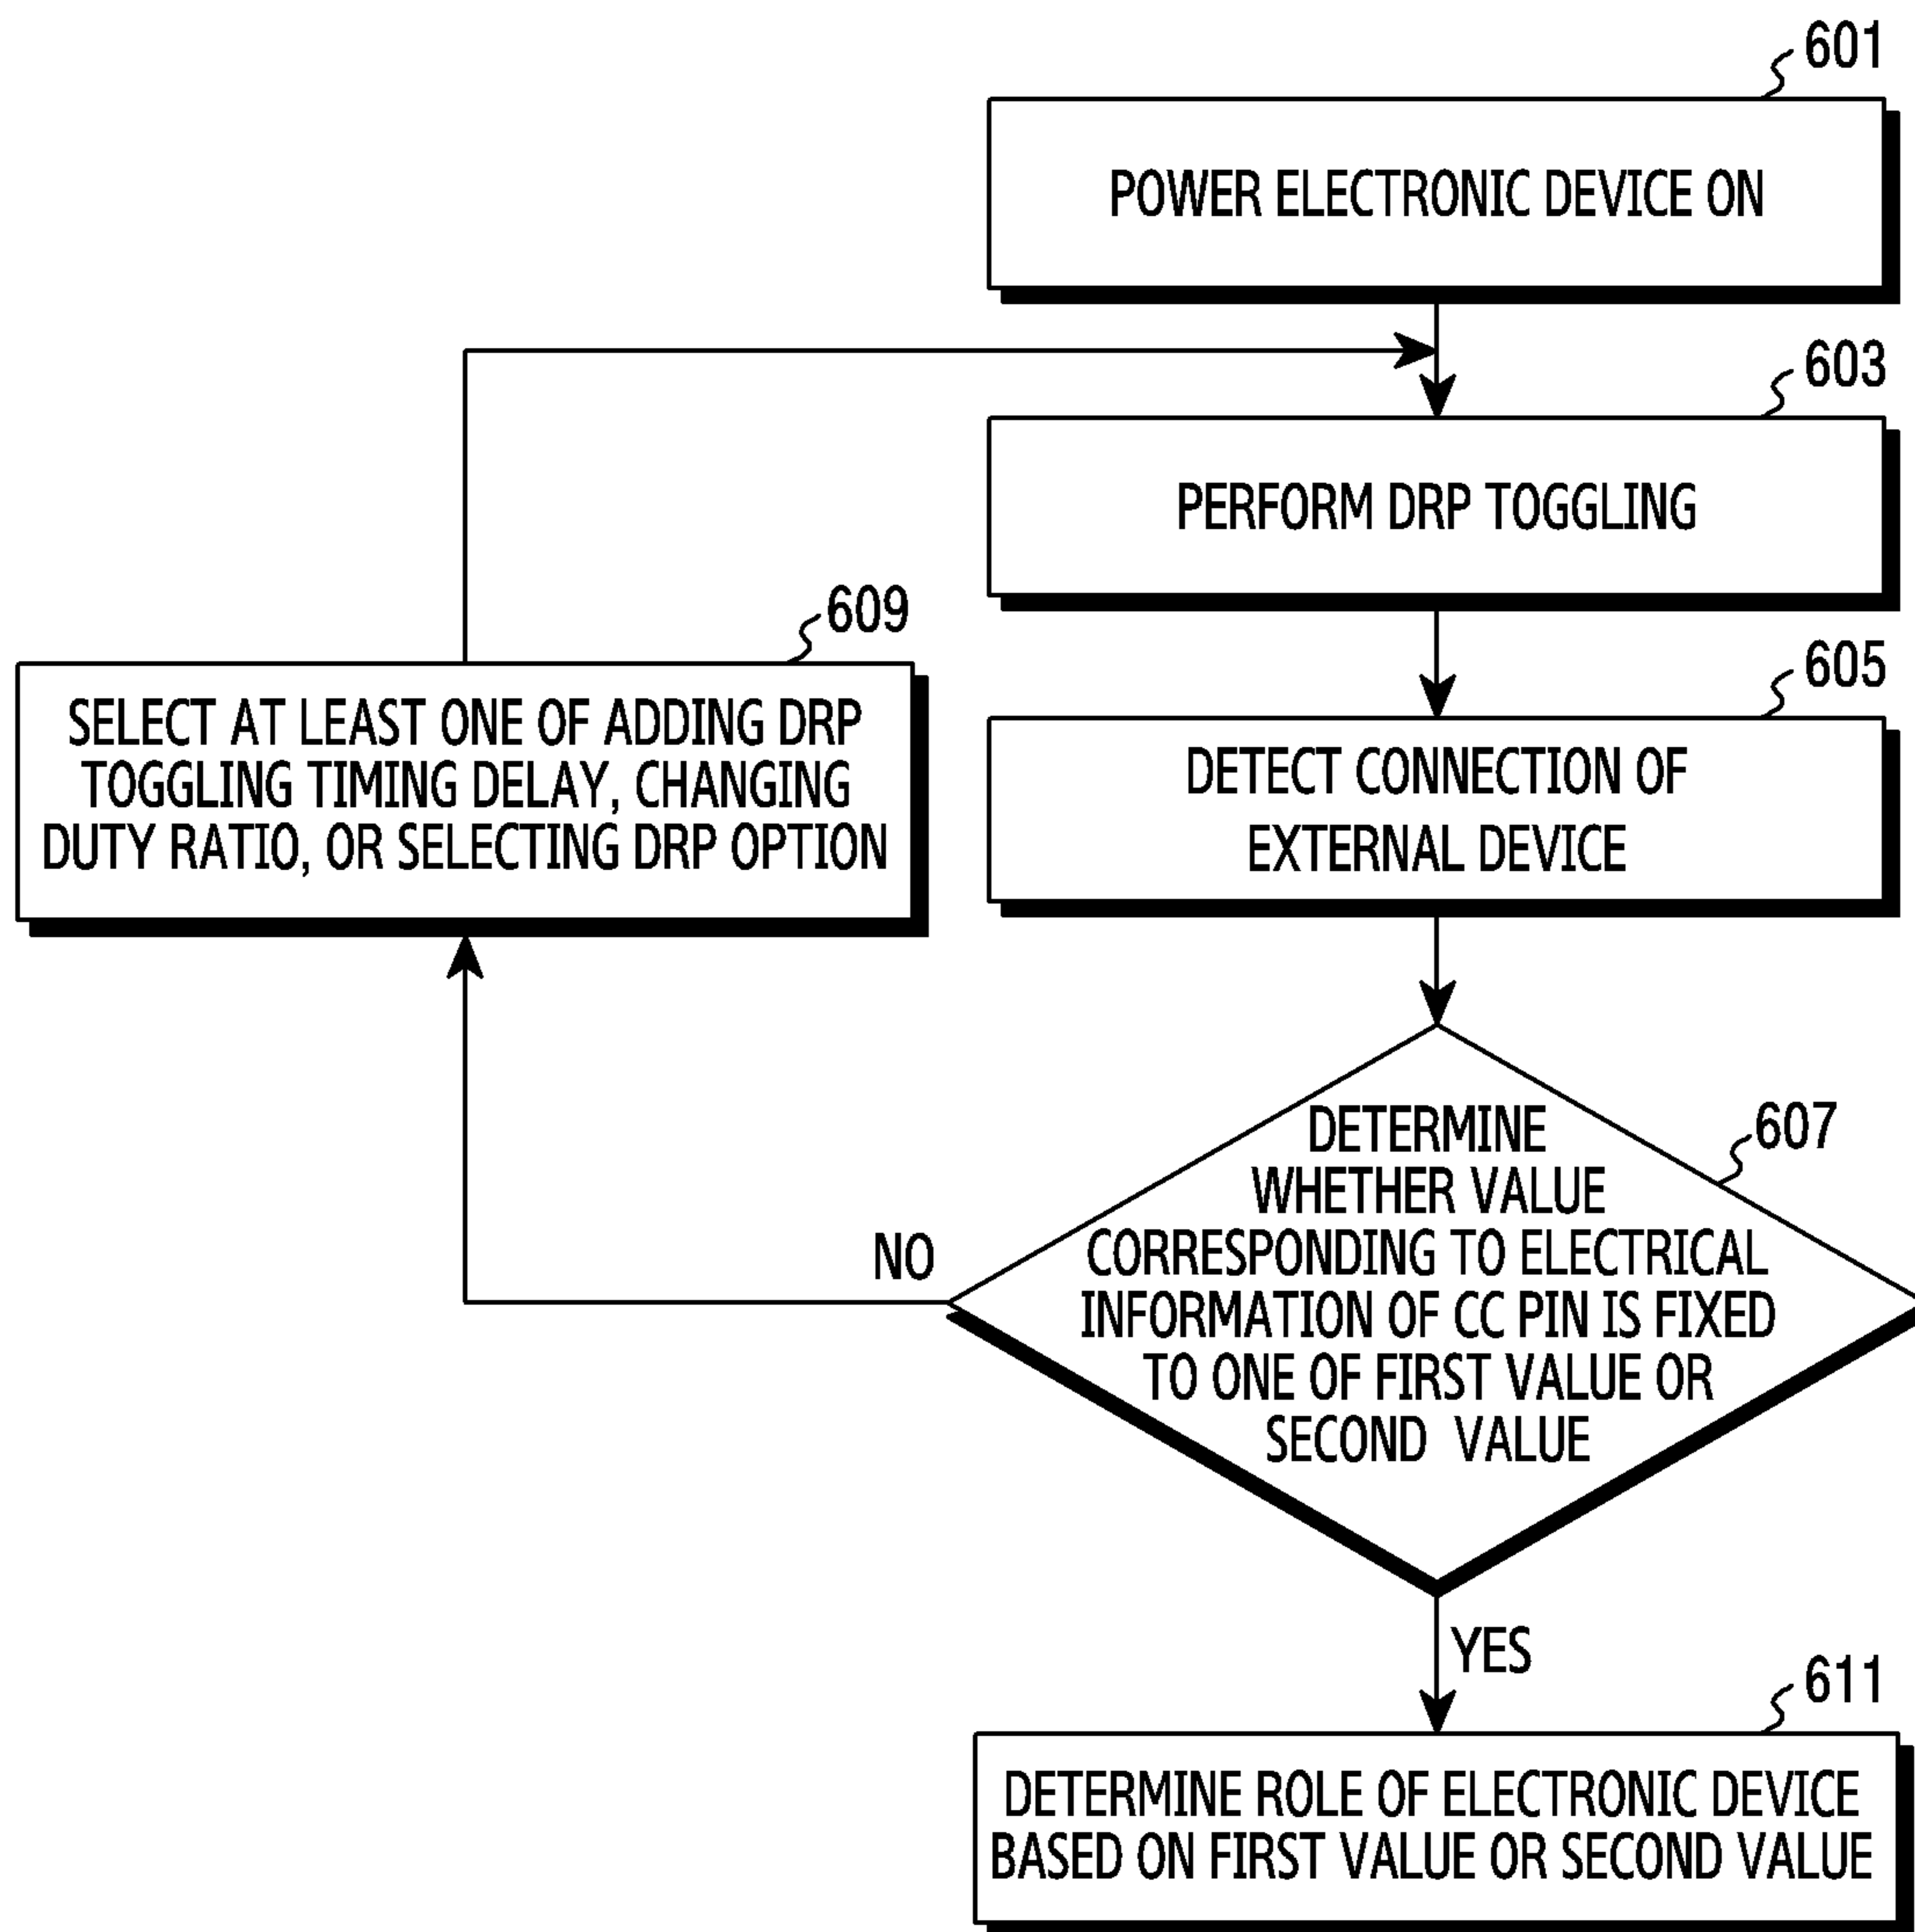 601
POWER ELECTRONIC DEVICE ON
603
PERFORM DRP TOGGLING
605
DETECT CONNECTION OF
EXTERNAL DEVICE
609
SELECT AT LEAST ONE OF ADDING DRP
TOGGLING TIMING DELAY, CHANGING
DUTY RATIO, OR SELECTING DRP OPTION
607
DETERMINE
WHETHER VALUE
CORRESPONDING TO ELECTRICAL
INFORMATION OF CC PIN IS FIXED
TO ONE OF FIRST VALUE OR
SECOND VALUE
NO
YES
611
DETERMINE ROLE OF ELECTRONIC DEVICE
BASED ON FIRST VALUE OR SECOND VALUE